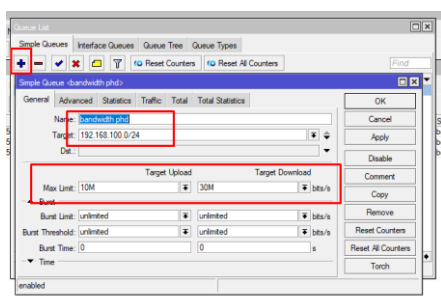 Queue List
Simple Queues Interface Queues Queue Tree Queue Types
Reset Counters Reset All Counters Find
Simple Queue <bandwidth phd>
General Advanced Statistics Traffic Total Total Statistics
OK
Name: bandwidth phd
Cancel
Target: 192.168.100.0/24
Apply
Dst.:
Disable
Target Upload Target Download
Comment
Max Limit: 10M 30M bits/s
Copy
Burst
Burst Limit: unlimited unlimited bits/s
Remove
Burst Threshold: unlimited unlimited bits/s
Reset Counters
Burst Time: 0 0 s
Reset All Counters
Time
Torch
enabled